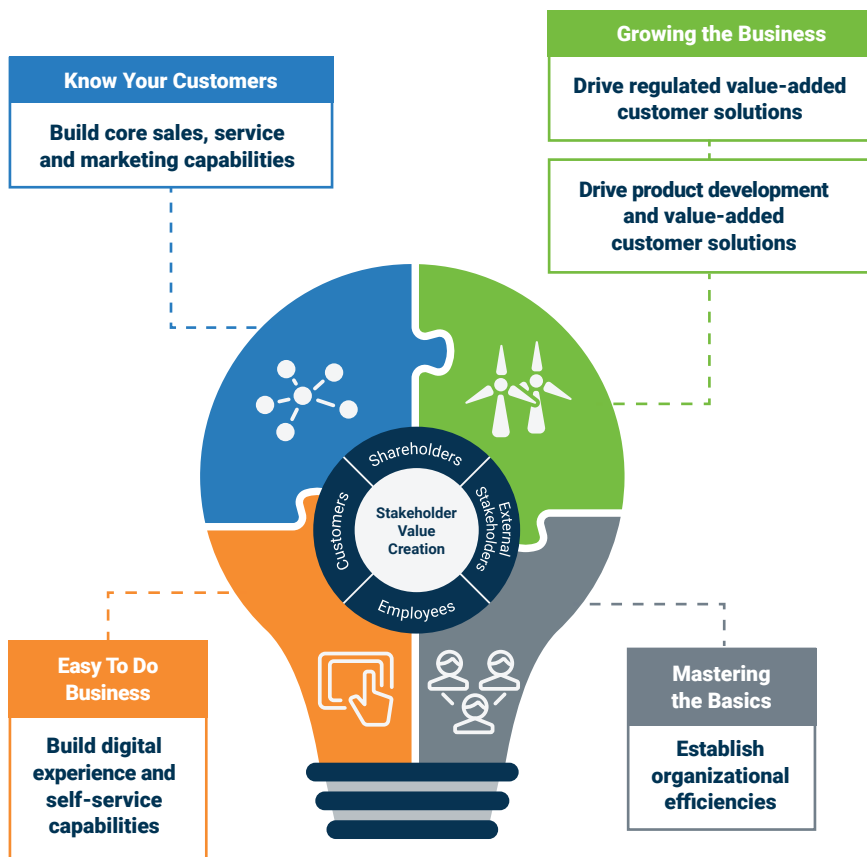 Know Your Customers
Build core sales, service
and marketing capabilities
Growing the Business
Drive regulated value-added
customer solutions
Drive product development
and value-added
customer solutions
Shareholders
Customers
External
Stakeholders
Employees
Stakeholder
Value
Creation
Easy To Do
Business
Build digital
experience and
self-service
capabilities
Mastering
the Basics
Establish
organizational
efficiencies